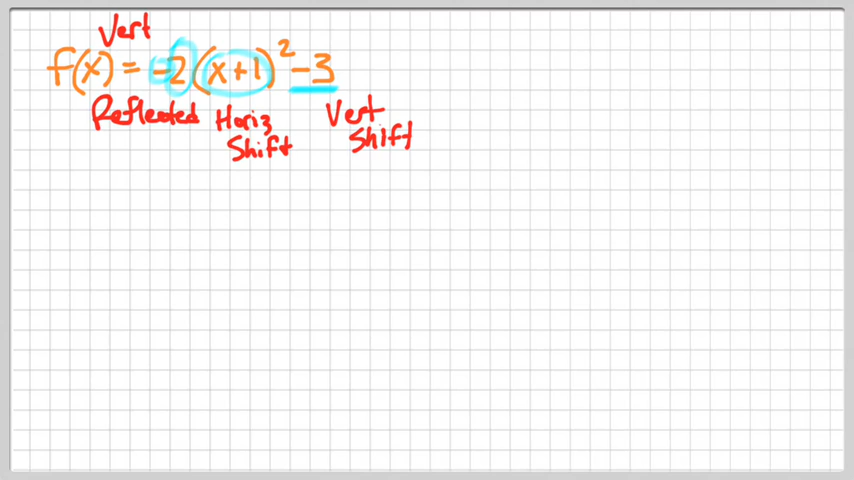 Vert
f(x) = -2(x+1)² -3
Reflected Horiz Shift Vert Shift